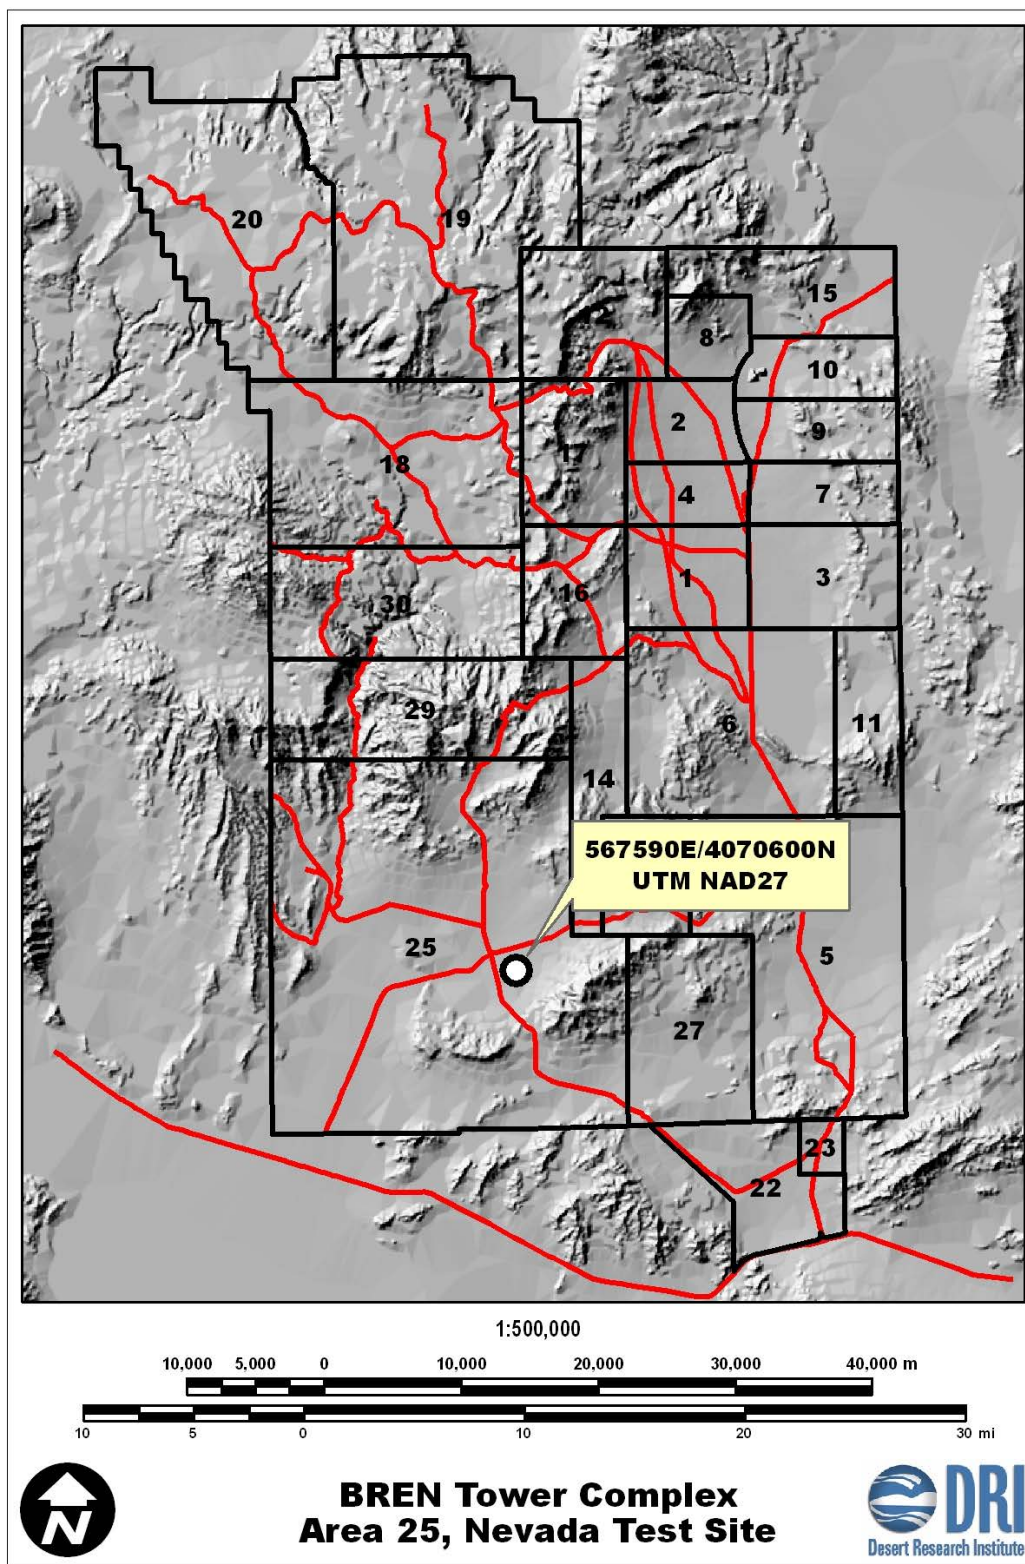 20
19
15
8
10
2
9
17
18
4
7
1
3
16
30
29
6
11
14
567590E/4070600N
UTM NAD27
25
5
27
23
22
1:500,000
10,000 5,000 0 10,000 20,000 30,000 40,000 m
10 5 0 10 20 30 mi
N
BREN Tower Complex
Area 25, Nevada Test Site
DRI
Desert Research Institute